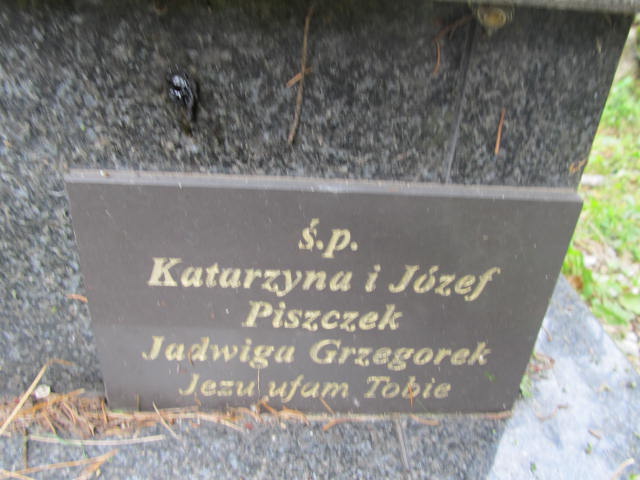 ś.p.
Katarzyna i Józef
Piszczek
Jadwiga Grzegorek
Jezu ufam Tobie